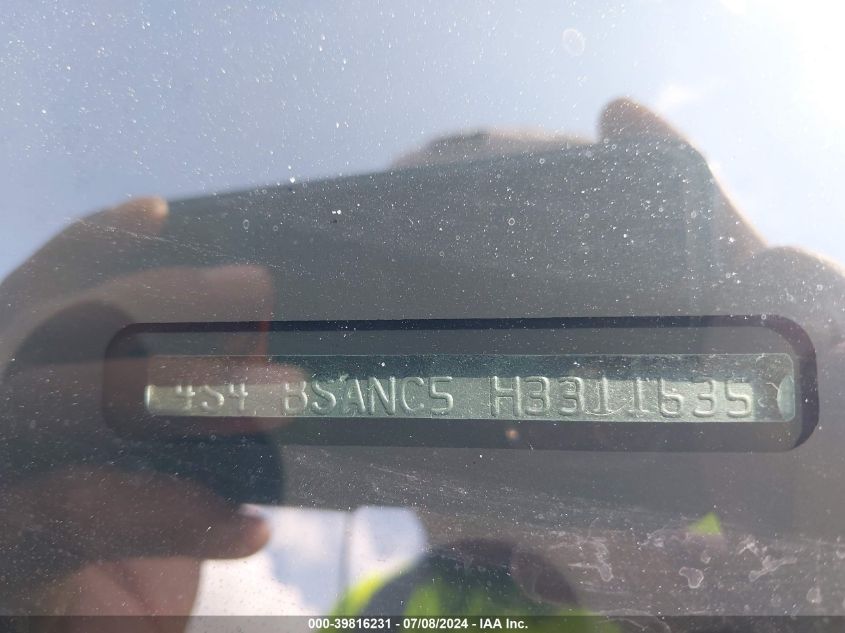 4S4 BSANC5 H3311635
000-39816231 - 07/08/2024 - IAA Inc.